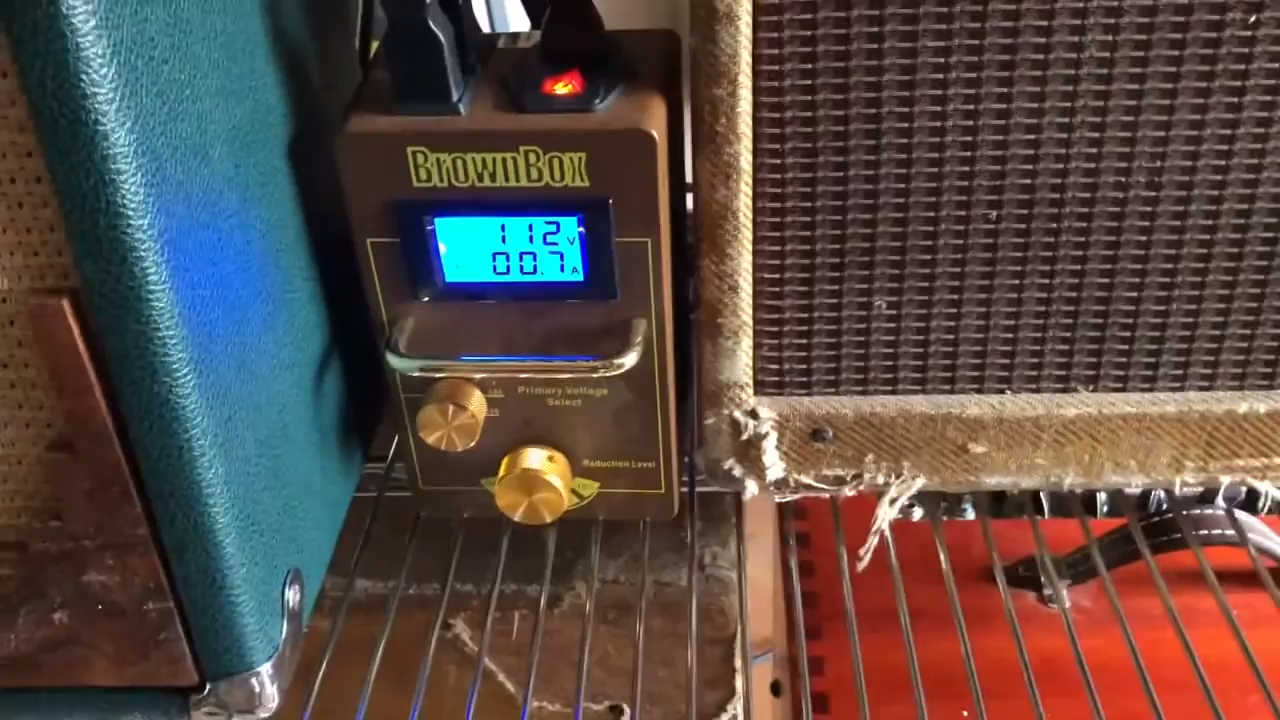 BrownBox
112 V
00.7 A
Primary Voltage
Select
Reduction Level